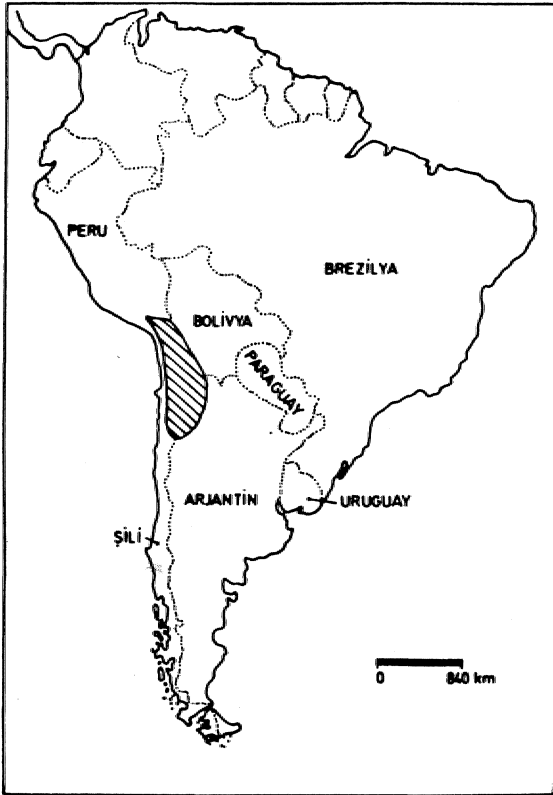 PERU
BREZİLYA
BOLİVYA
PARAGUAY
ARJANTİN
URUGUAY
ŞİLİ
0 840 km